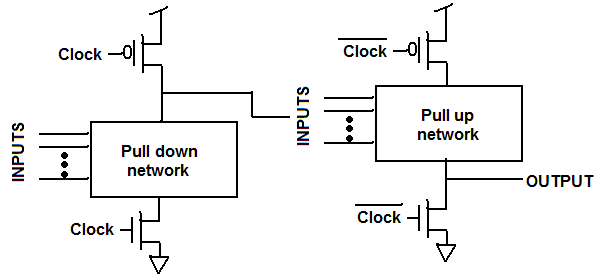 Clock
INPUTS
Pull down
network
Clock
Clock
INPUTS
Pull up
network
OUTPUT
Clock